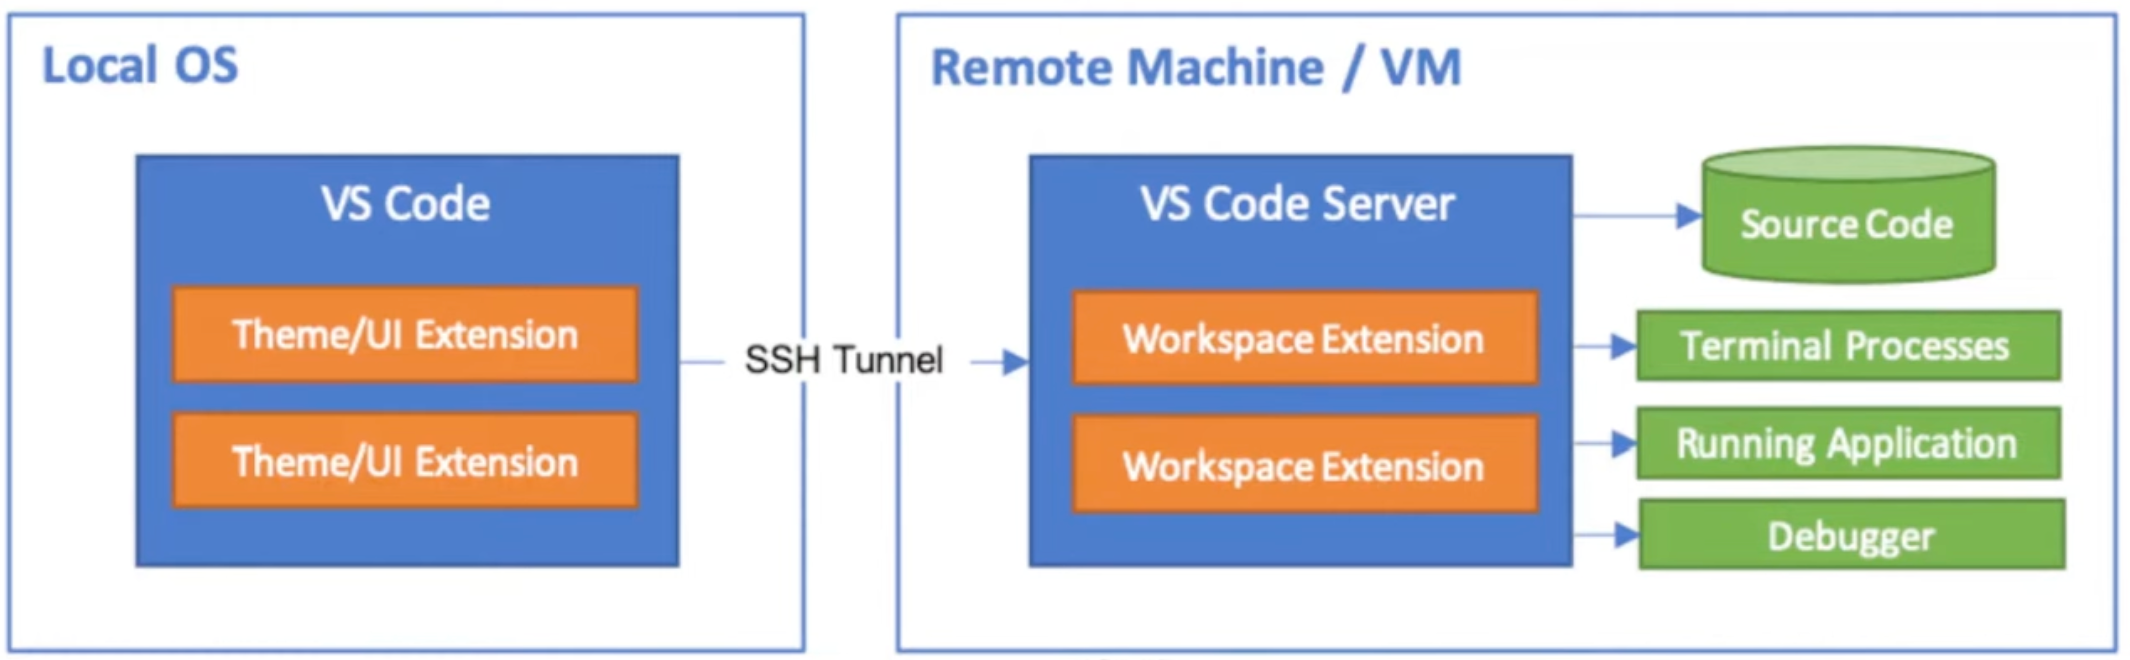 Local OS
VS Code
Theme/UI Extension
Theme/UI Extension
SSH Tunnel
Remote Machine / VM
VS Code Server
Workspace Extension
Workspace Extension
Source Code
Terminal Processes
Running Application
Debugger